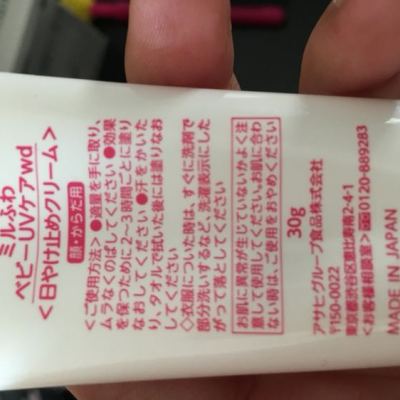 ミルふわ
ベビーUVケアwd
＜日やけ止めクリーム＞
顔・からだ用
＜ご使用方法＞●適量を手に取り、
ムラなくのばしてください●効果
を保つために2～3時間ごとに塗り
なおしてください●汗をかいた
り、タオルで拭いた後には塗りなお
してください
◇衣服についた時は、すぐに洗剤で
部分洗いするなど、洗濯表示にした
がって落としてください
お肌に異常が生じていないかよく注
意して使用してください。お肌に合わ
ない時は、ご使用をおやめください
30g
アサヒグループ食品株式会社
〒150-0022
東京都渋谷区恵比寿南2-4-1
＜お客様相談室＞ 0120-889283
MADE IN JAPAN